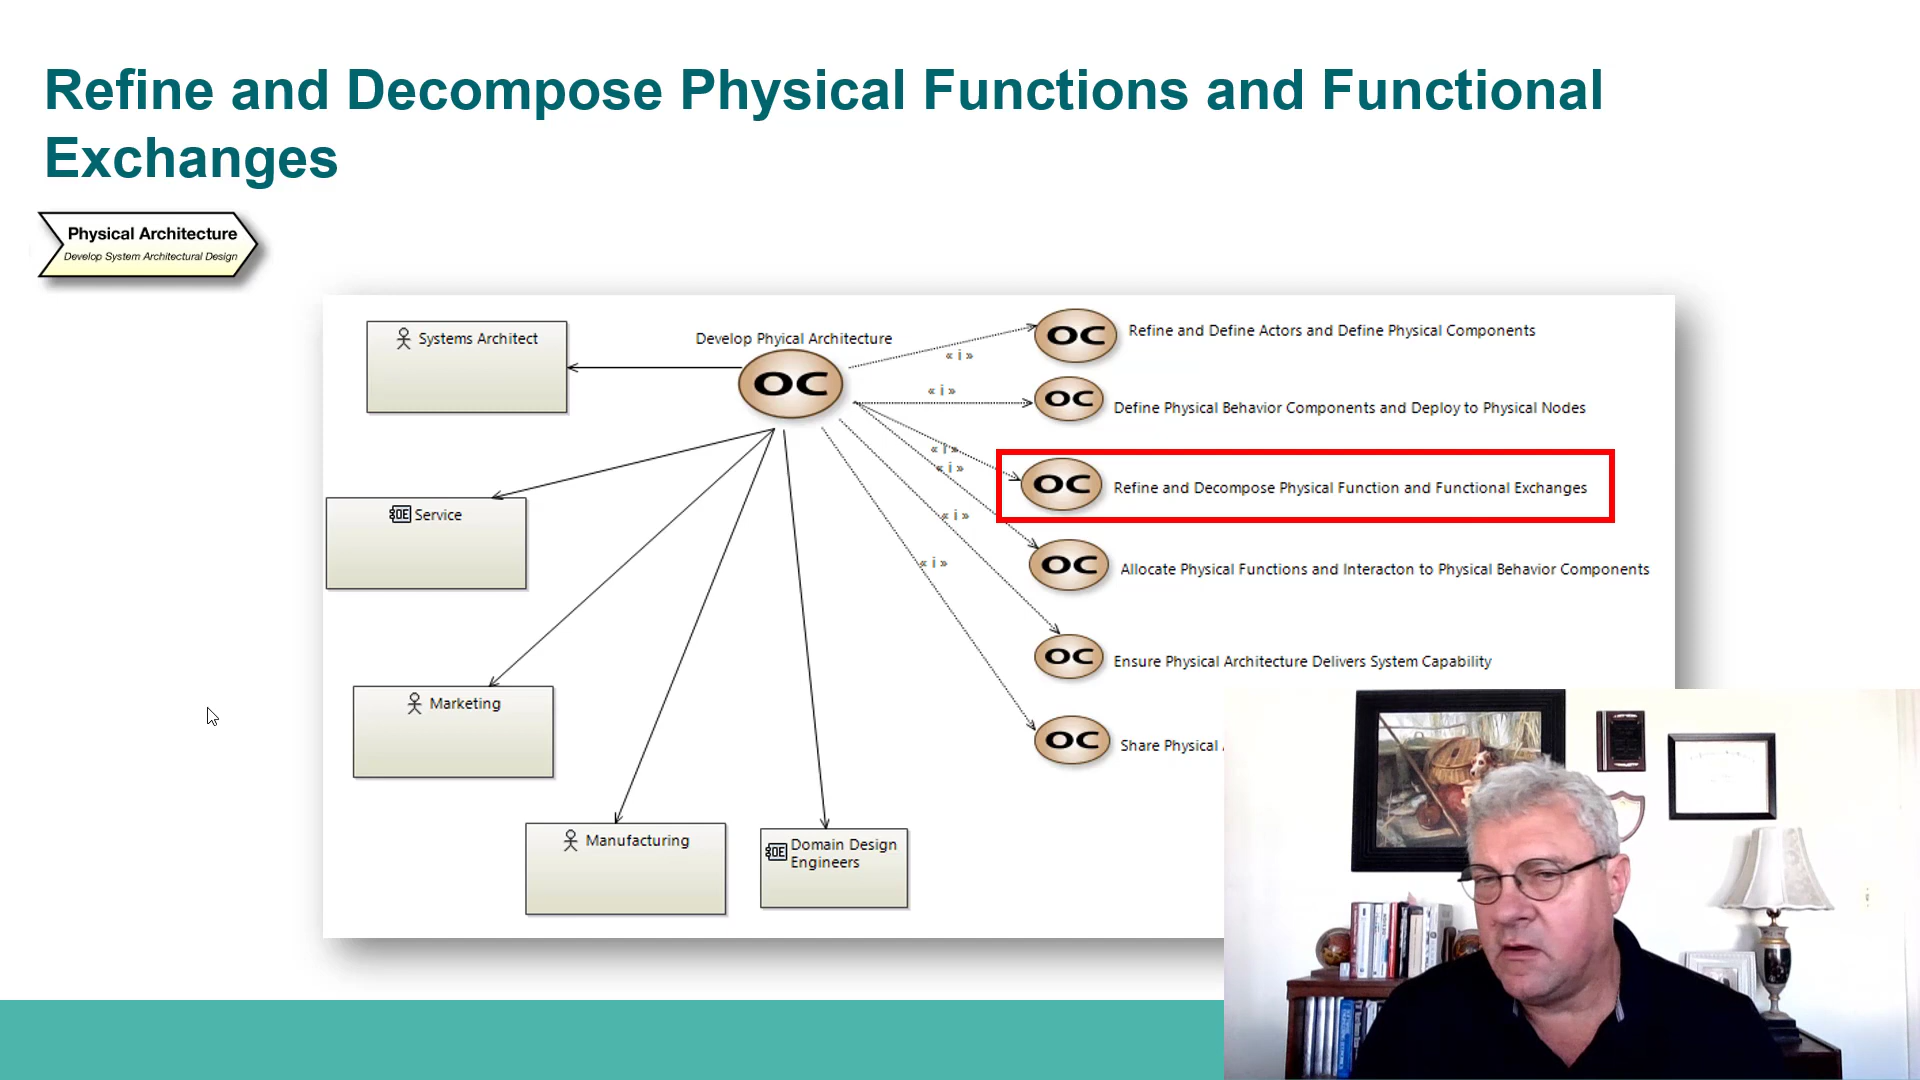 Refine and Decompose Physical Functions and Functional
Exchanges
Physical Architecture
Develop System Architectural Design
Systems Architect
Develop Phyical Architecture
OC
« i »
OC
Refine and Define Actors and Define Physical Components
« i »
OC
Define Physical Behavior Components and Deploy to Physical Nodes
« i »
« i »
OC
Refine and Decompose Physical Function and Functional Exchanges
OE Service
« i »
« i »
OC
Allocate Physical Functions and Interacton to Physical Behavior Components
OC
Ensure Physical Architecture Delivers System Capability
Marketing
OC
Share Physical
Manufacturing
OE Domain Design
Engineers